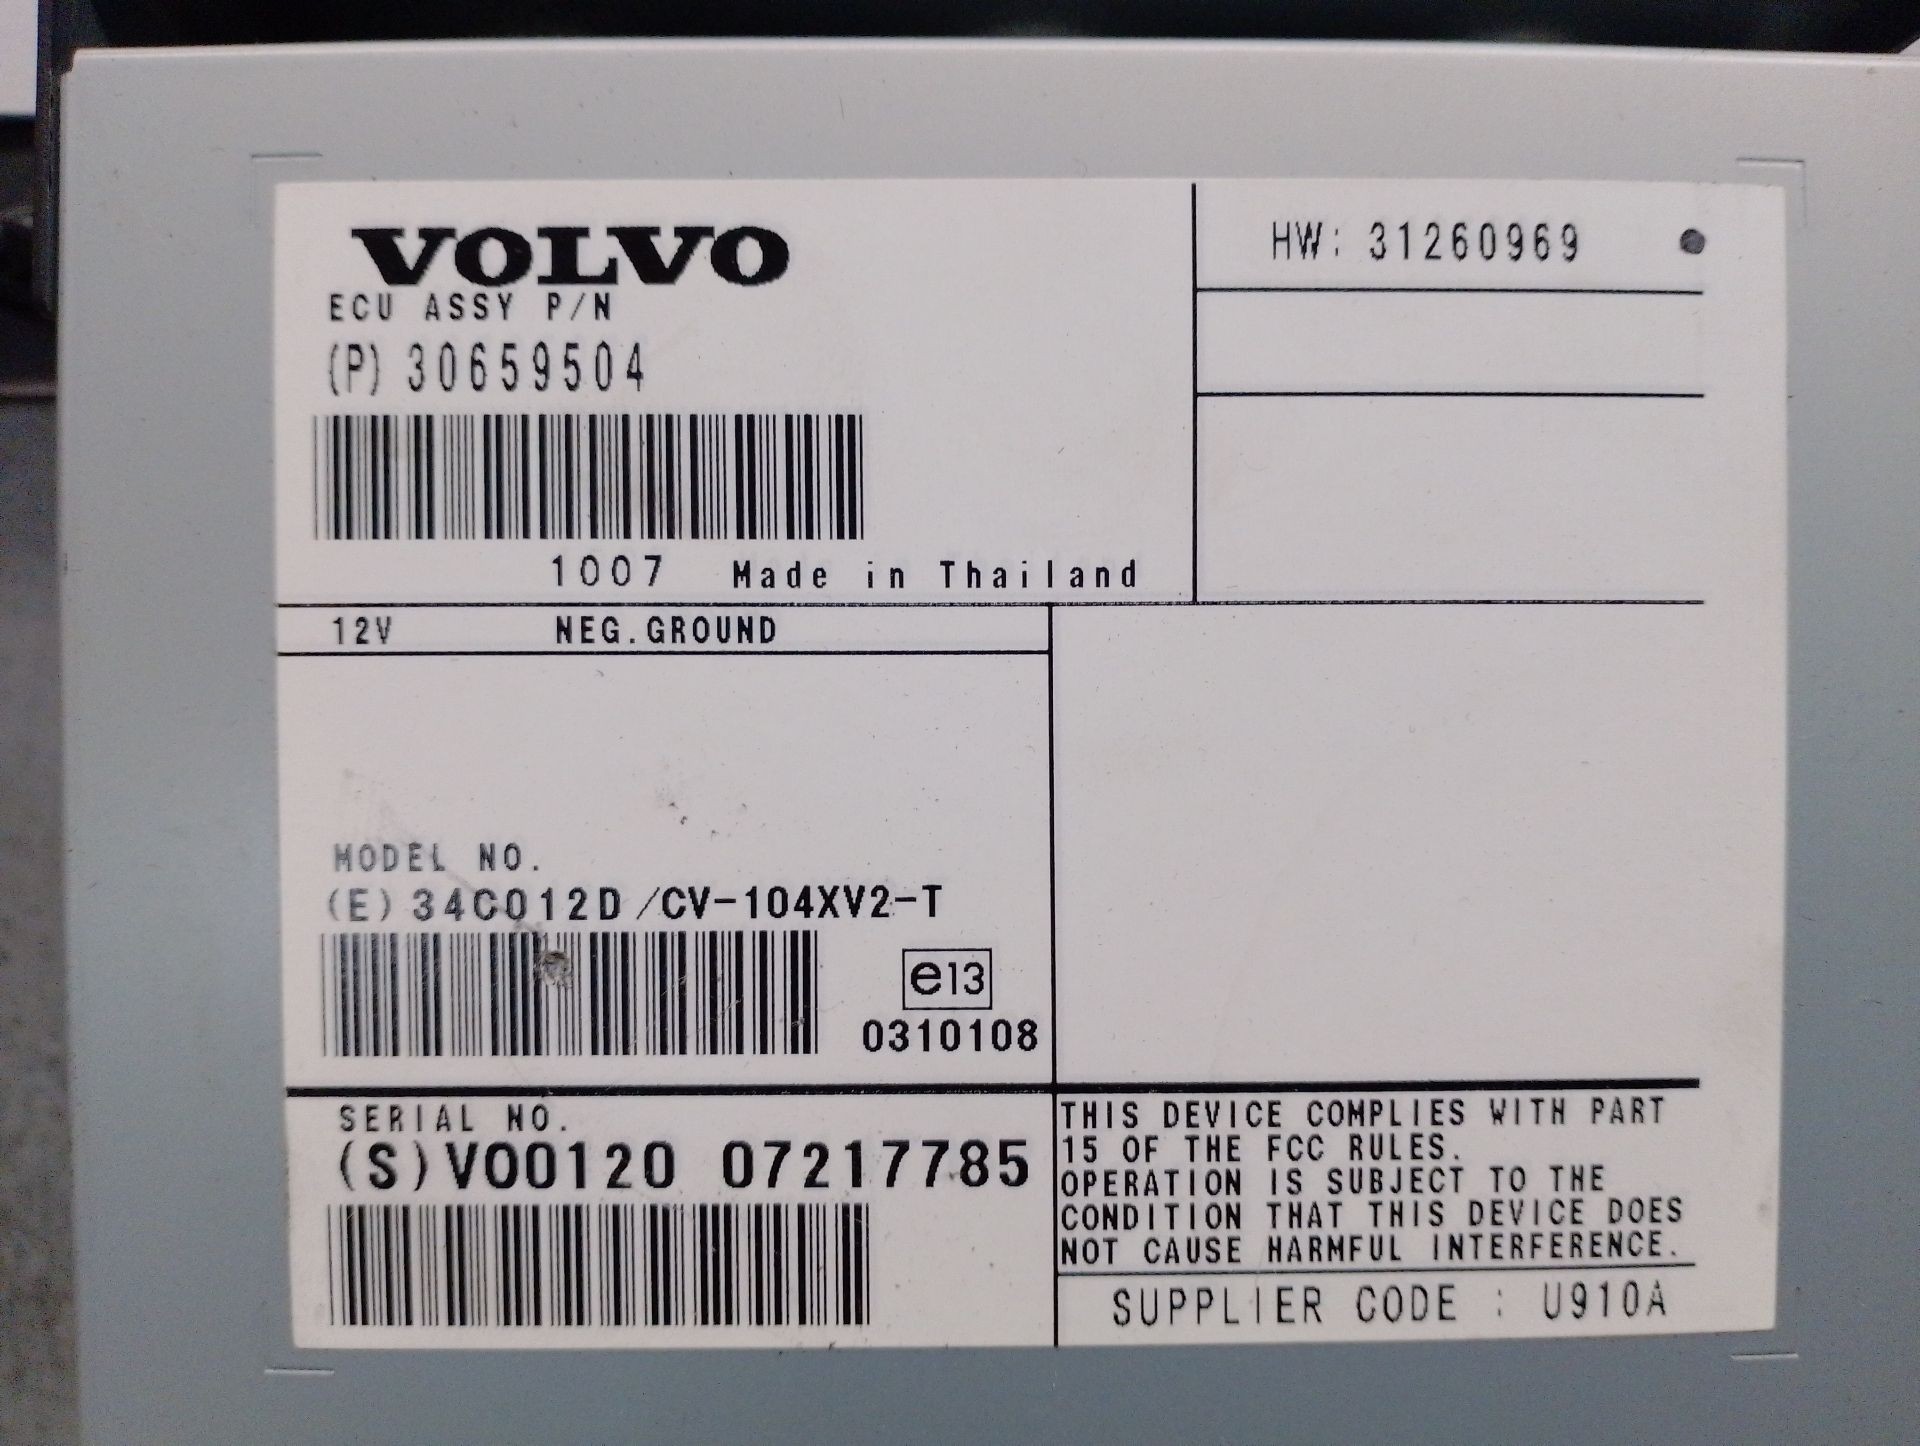 VOLVO
ECU ASSY P/N
(P) 30659504
1007 Made in Thailand
HW: 31260969
12V NEG.GROUND
MODEL NO.
(E) 34C012D/CV-104XV2-T
e13
0310108
SERIAL NO.
(S) VO0120 07217785
THIS DEVICE COMPLIES WITH PART
15 OF THE FCC RULES.
OPERATION IS SUBJECT TO THE
CONDITION THAT THIS DEVICE DOES
NOT CAUSE HARMFUL INTERFERENCE.
SUPPLIER CODE : U910A